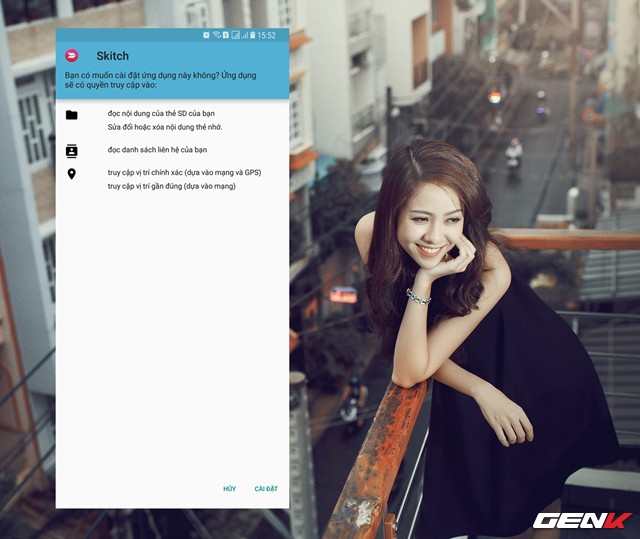 15:52
Skitch
Bạn có muốn cài đặt ứng dụng này không? Ứng dụng
sẽ có quyền truy cập vào:
đọc nội dung của thẻ SD của bạn
Sửa đổi hoặc xóa nội dung thẻ nhớ.
đọc danh sách liên hệ của bạn
truy cập vị trí chính xác (dựa vào mạng và GPS)
truy cập vị trí gần đúng (dựa vào mạng)
HỦY CÀI ĐẶT
GENK